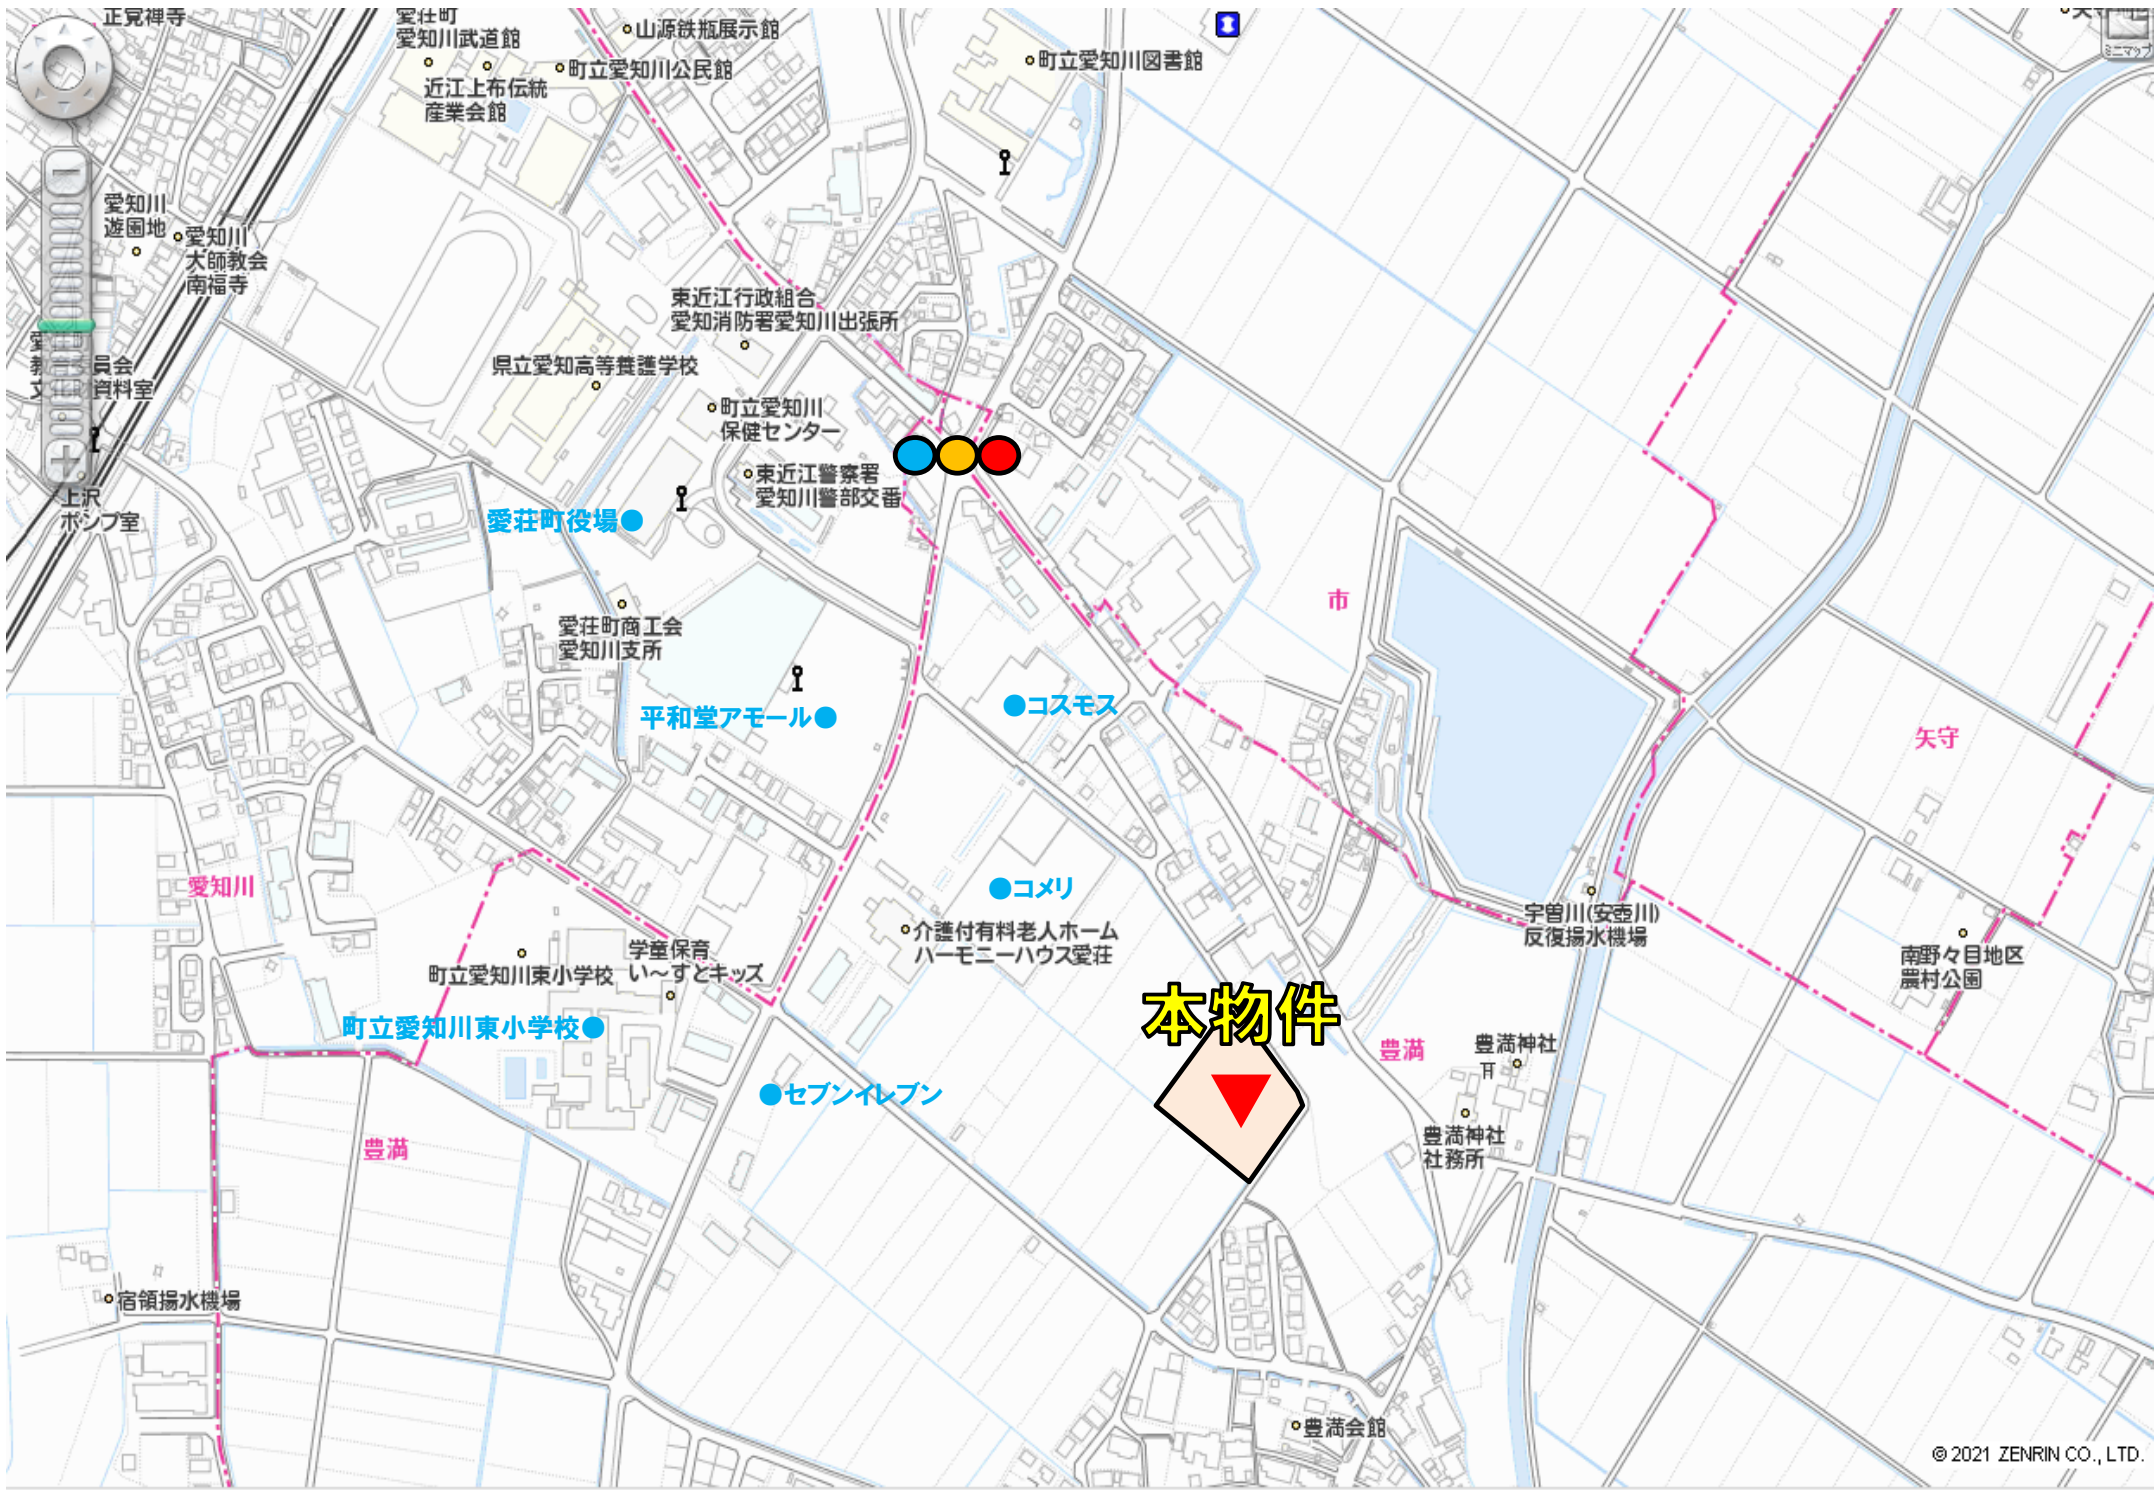 正覚禅寺
愛荘町
愛知川武道館
山源鉄瓶展示館
町立愛知川公民館
近江上布伝統
産業会館
町立愛知川図書館
ミニマップ
愛知川
遊園地
愛知川
大師教会
南福寺
東近江行政組合
愛知消防署愛知川出張所
県立愛知高等養護学校
教育委員会
資料室
町立愛知川
保健センター
東近江警察署
愛知川警部交番
上沢
ポンプ室
愛荘町役場
愛荘町商工会
愛知川支所
市
平和堂アモール
コスモス
矢守
愛知川
コメリ
介護付有料老人ホーム
ハーモニーハウス愛荘
宇曽川(安壺川)
反復揚水機場
南野々目地区
農村公園
学童保育
い～すとキッズ
町立愛知川東小学校
町立愛知川東小学校
本物件
豊満
豊満神社
セブンイレブン
豊満神社
社務所
豊満
宿領揚水機場
豊満会館
© 2021 ZENRIN CO., LTD.